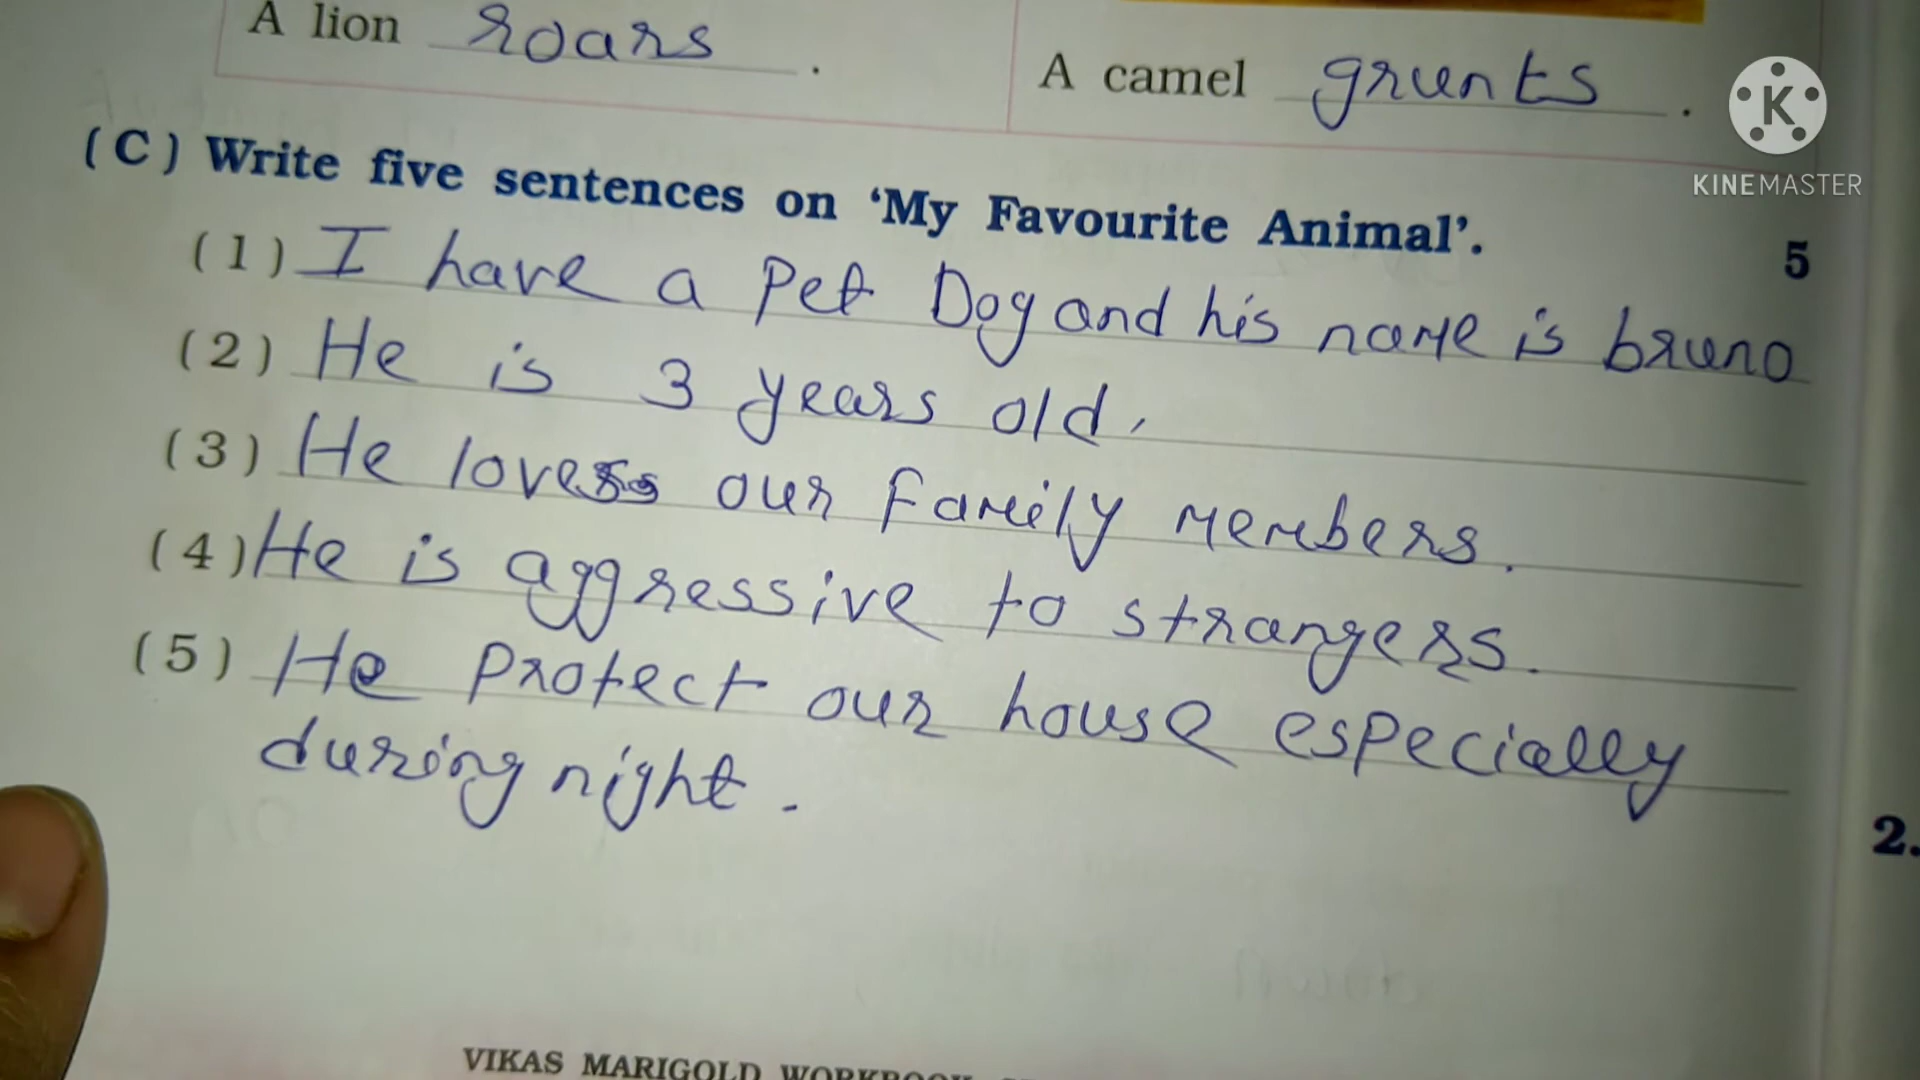 A lion roars .
A camel grunts .
K
KINEMASTER
(C) Write five sentences on ‘My Favourite Animal’. 5
(1) I have a Pet Dog and his name is bruno
(2) He is 3 years old.
(3) He loves our family members.
(4) He is aggressive to strangers.
(5) He Protect our house especially
during night.
2.
VIKAS MARIGOLD WORKBOOK